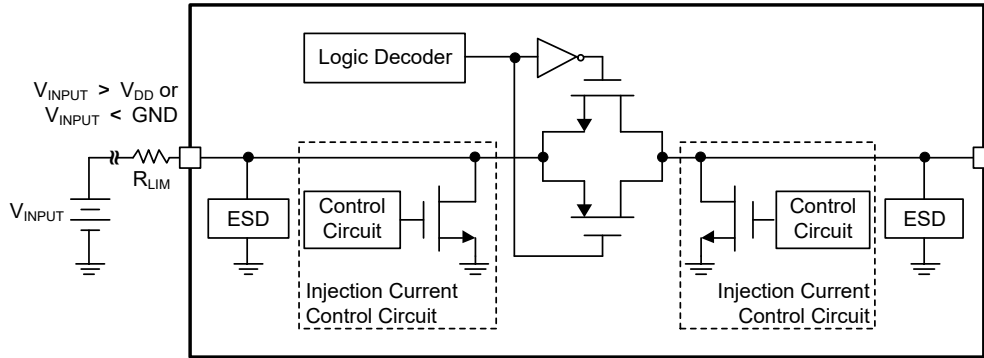 Logic Decoder
V_INPUT > V_DD or
V_INPUT < GND
R_LIM
V_INPUT
ESD
Control
Circuit
Injection Current
Control Circuit
Control
Circuit
ESD
Injection Current
Control Circuit